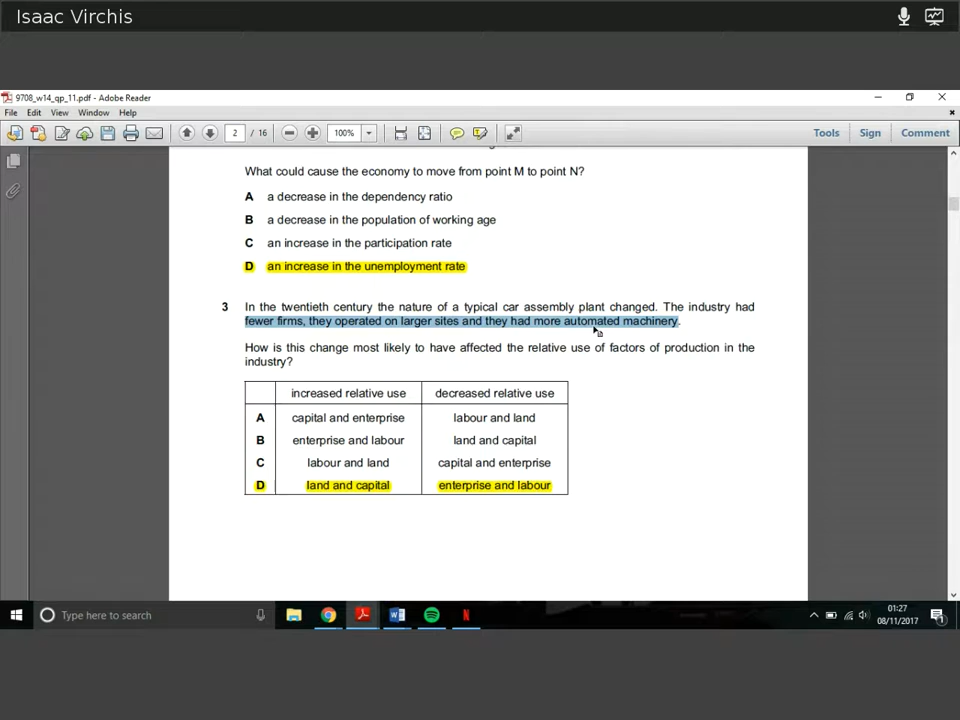 Isaac Virchis
9708_w14_qp_11.pdf - Adobe Reader
File Edit View Window Help
2 / 16 100% Tools Sign Comment
What could cause the economy to move from point M to point N?
A a decrease in the dependency ratio
B a decrease in the population of working age
C an increase in the participation rate
D an increase in the unemployment rate
3 In the twentieth century the nature of a typical car assembly plant changed. The industry had
fewer firms, they operated on larger sites and they had more automated machinery.
How is this change most likely to have affected the relative use of factors of production in the
industry?
increased relative use decreased relative use
A capital and enterprise labour and land
B enterprise and labour land and capital
C labour and land capital and enterprise
D land and capital enterprise and labour
Type here to search
01:27
08/11/2017